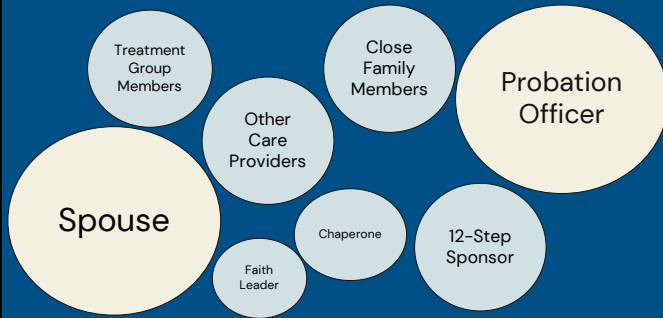 Treatment
Group
Members
Close
Family
Members
Probation
Officer
Other
Care
Providers
Spouse
Chaperone
12-Step
Sponsor
Faith
Leader